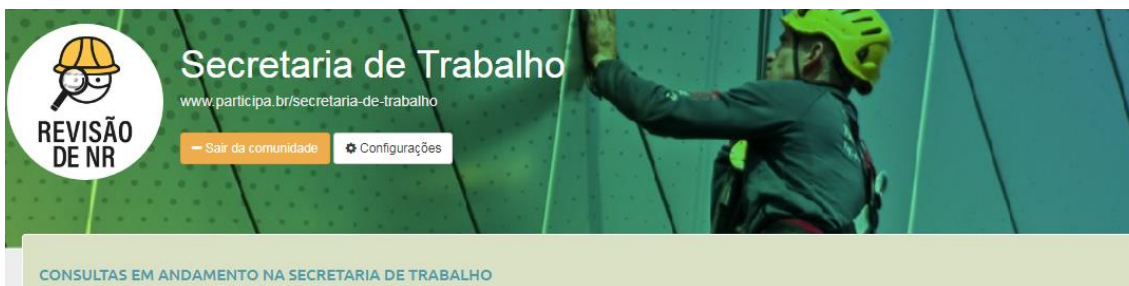 REVISÃO
DE NR
Secretaria de Trabalho
www.participa.br/secretaria-de-trabalho
Sair da comunidade
Configurações
CONSULTAS EM ANDAMENTO NA SECRETARIA DE TRABALHO